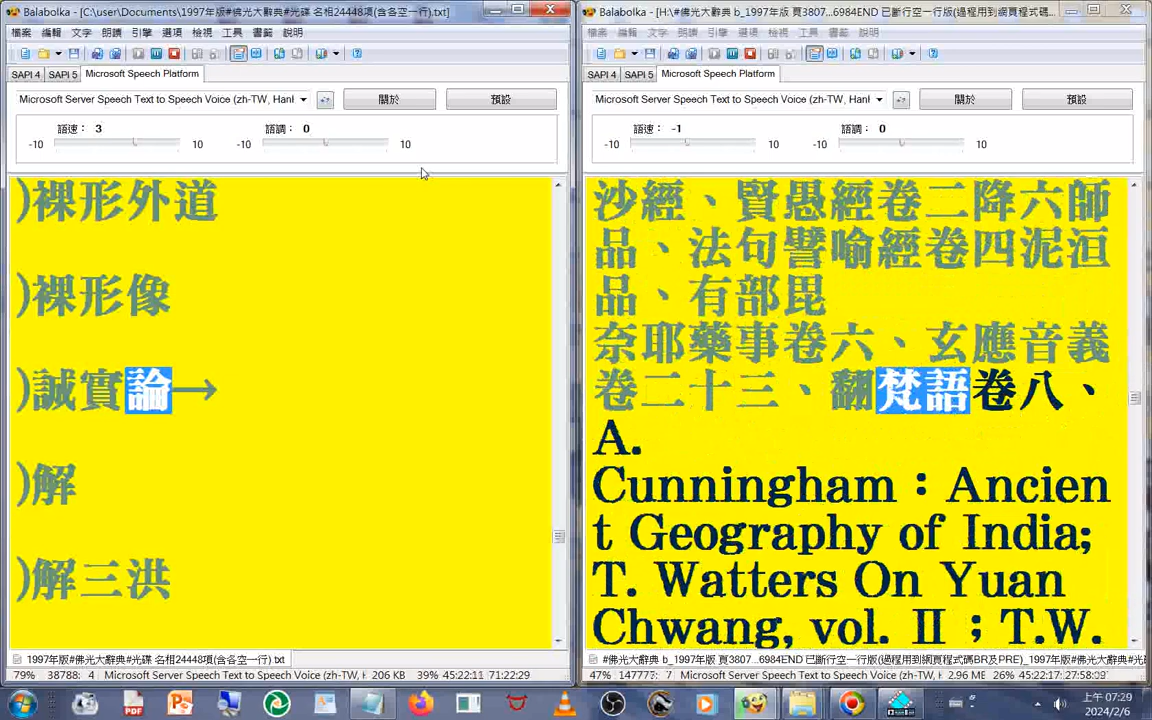 Balabolka - [C:\user\Documents\1997年版#佛光大辭典#光碟 名相24448項(含各空一行).txt]
檔案 編輯 文字 朗讀 引擎 選項 檢視 工具 書籤 說明
SAPI 4 SAPI 5 Microsoft Speech Platform
Microsoft Server Speech Text to Speech Voice (zh-TW, Hanl
關於 預設
語速： 3 語調： 0
-10 10 -10 10
)裸形外道
)裸形像
)誠實論→
)解
)解三洪
1997年版#佛光大辭典#光碟 名相24448項(含各空一行).txt
79% 38788: 4 Microsoft Server Speech Text to Speech Voice (zh-TW, 206 KB 39% 45:22:11 71:22:29
Balabolka - [H:\#佛光大辭典 b_1997年版 頁3807...6984END 已斷行空一行版(過程用到網頁程式碼...
檔案 編輯 文字 朗讀 引擎 選項 檢視 工具 書籤 說明
SAPI 4 SAPI 5 Microsoft Speech Platform
Microsoft Server Speech Text to Speech Voice (zh-TW, Hanl
關於 預設
語速： -1 語調： 0
-10 10 -10 10
沙經、賢愚經卷二降六師
品、法句譬喻經卷四泥洹
品、有部毘
奈耶藥事卷六、玄應音義
卷二十三、翻梵語卷八、
A.
Cunningham：Ancien
t Geography of India;
T. Watters On Yuan
Chwang, vol. Ⅱ；T.W.
#佛光大辭典 b_1997年版 頁3807...6984END 已斷行空一行版(過程用到網頁程式碼BR及PRE)_1997年版#佛光
47% 147777: 7 Microsoft Server Speech Text to Speech Voice (zh-TW, 2.96 MB 26% 45:22:17:27:58:09
PDF
上午 07:29
2024/2/6